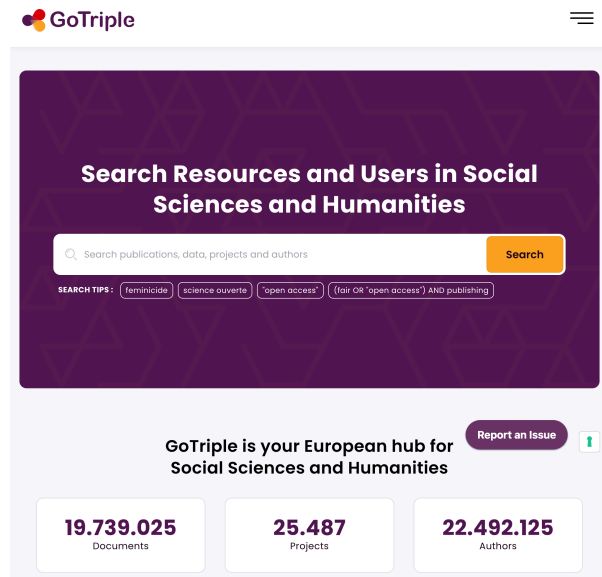 GoTriple
Search Resources and Users in Social
Sciences and Humanities
Search publications, data, projects and authors
Search
SEARCH TIPS :
feminicide
science ouverte
"open access"
(fair OR "open access") AND publishing
Report an Issue
GoTriple is your European hub for
Social Sciences and Humanities
19.739.025
Documents
25.487
Projects
22.492.125
Authors